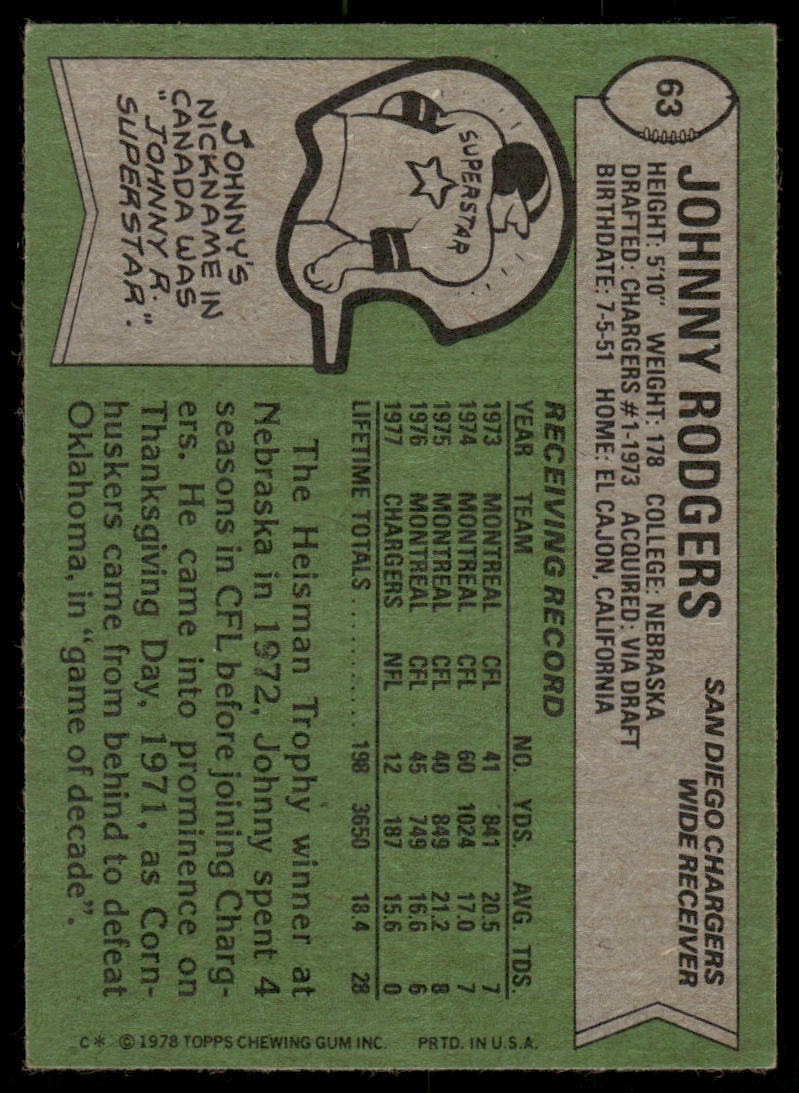 63
JOHNNY RODGERS
SAN DIEGO CHARGERS
WIDE RECEIVER
HEIGHT: 5'10" WEIGHT: 178 COLLEGE: NEBRASKA
DRAFTED: CHARGERS #1-1973 ACQUIRED: VIA DRAFT
BIRTHDATE: 7-5-51 HOME: EL CAJON, CALIFORNIA
SUPERSTAR
JOHNNY'S
NICKNAME IN
CANADA WAS
"JOHNNY R.
SUPERSTAR."
RECEIVING RECORD
YEAR TEAM NO. YDS. AVG. TDS.
1973 MONTREAL CFL 41 841 20.5 7
1974 MONTREAL CFL 60 1024 17.0 7
1975 MONTREAL CFL 40 849 21.2 8
1976 MONTREAL CFL 45 749 16.6 6
1977 CHARGERS NFL 12 187 15.6 0
LIFETIME TOTALS ........... 198 3650 18.4 28
The Heisman Trophy winner at
Nebraska in 1972, Johnny spent 4
seasons in CFL before joining Charg-
ers. He came into prominence on
Thanksgiving Day, 1971, as Corn-
huskers came from behind to defeat
Oklahoma, in "game of decade".
C* © 1978 TOPPS CHEWING GUM INC. PRTD. IN U.S.A.